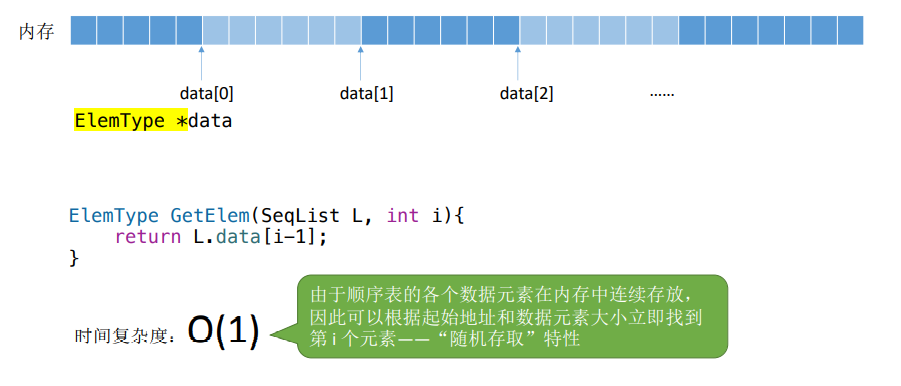 内存
data[0] data[1] data[2] ……
ElemType *data
ElemType GetElem(SeqList L, int i){
return L.data[i-1];
}
由于顺序表的各个数据元素在内存中连续存放，
因此可以根据起始地址和数据元素大小立即找到
第 i 个元素——“随机存取”特性
时间复杂度：O(1)